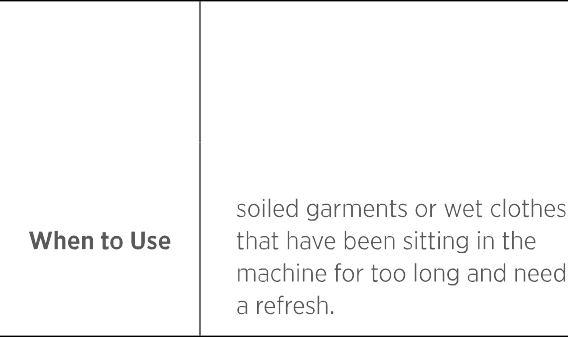 When to Use
soiled garments or wet clothes
that have been sitting in the
machine for too long and need
a refresh.